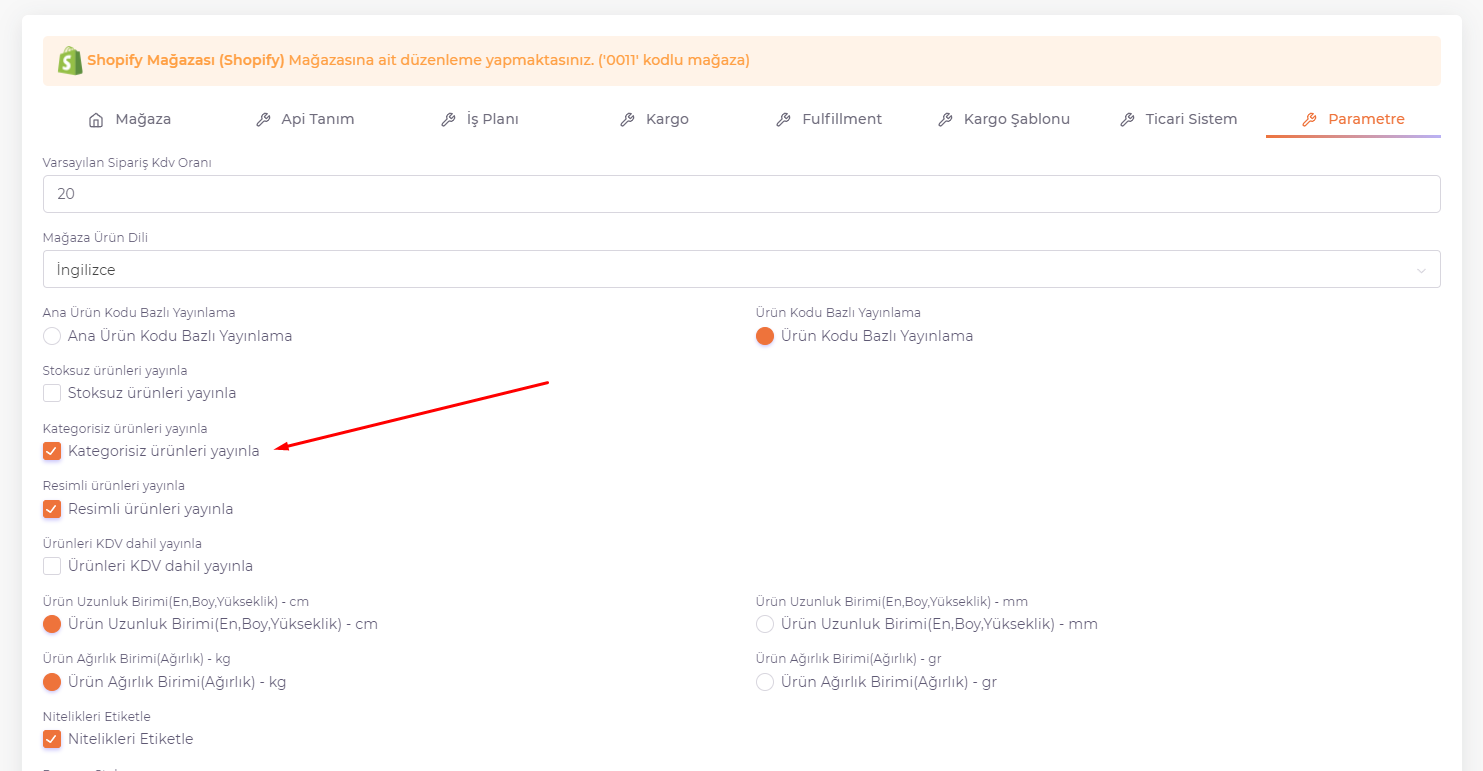 Shopify Mağazası (Shopify) Mağazasına ait düzenleme yapmaktasınız. ('0011' kodlu mağaza)
Mağaza Api Tanım İş Planı Kargo Fulfillment Kargo Şablonu Ticari Sistem Parametre
Varsayılan Sipariş Kdv Oranı
20
Mağaza Ürün Dili
İngilizce
Ana Ürün Kodu Bazlı Yayınlama Ürün Kodu Bazlı Yayınlama
Ana Ürün Kodu Bazlı Yayınlama Ürün Kodu Bazlı Yayınlama
Stoksuz ürünleri yayınla
Stoksuz ürünleri yayınla
Kategorisiz ürünleri yayınla
Kategorisiz ürünleri yayınla
Resimli ürünleri yayınla
Resimli ürünleri yayınla
Ürünleri KDV dahil yayınla
Ürünleri KDV dahil yayınla
Ürün Uzunluk Birimi(En,Boy,Yükseklik) - cm Ürün Uzunluk Birimi(En,Boy,Yükseklik) - mm
Ürün Uzunluk Birimi(En,Boy,Yükseklik) - cm Ürün Uzunluk Birimi(En,Boy,Yükseklik) - mm
Ürün Ağırlık Birimi(Ağırlık) - kg Ürün Ağırlık Birimi(Ağırlık) - gr
Ürün Ağırlık Birimi(Ağırlık) - kg Ürün Ağırlık Birimi(Ağırlık) - gr
Nitelikleri Etiketle
Nitelikleri Etiketle